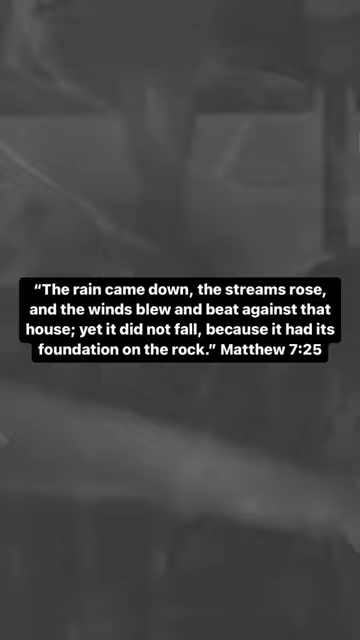 “The rain came down, the streams rose,
and the winds blew and beat against that
house; yet it did not fall, because it had its
foundation on the rock.” Matthew 7:25